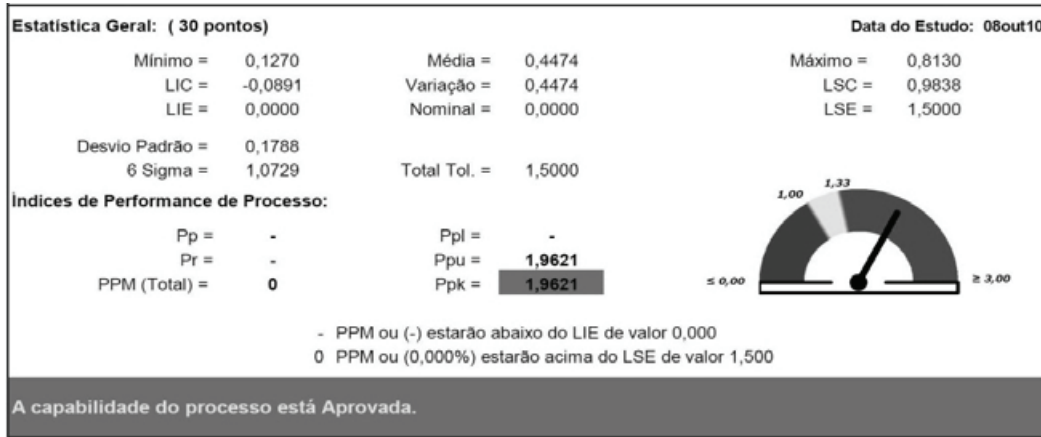 Estatística Geral: ( 30 pontos) Data do Estudo: 08out10
Mínimo = 0,1270 Média = 0,4474 Máximo = 0,8130
LIC = -0,0891 Variação = 0,4474 LSC = 0,9838
LIE = 0,0000 Nominal = 0,0000 LSE = 1,5000
Desvio Padrão = 0,1788
6 Sigma = 1,0729 Total Tol. = 1,5000
Índices de Performance de Processo:
1,00 1,33
Pp = - Ppl = -
Pr = - Ppu = 1,9621
PPM (Total) = 0 Ppk = 1,9621
≤ 0,00 ≥ 3,00
- PPM ou (-) estarão abaixo do LIE de valor 0,000
0 PPM ou (0,000%) estarão acima do LSE de valor 1,500
A capabilidade do processo está Aprovada.